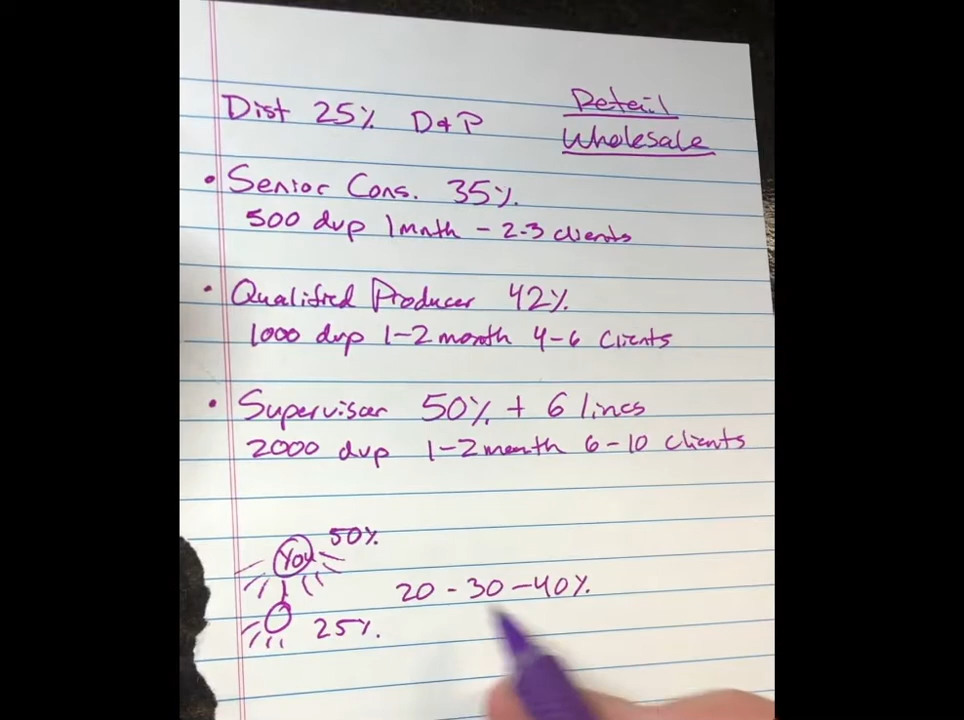 Dist 25% D+P
Retail
Wholesale
• Senior Cons. 35%.
500 dvp 1 mnth - 2-3 clients
• Qualified Producer 42%
1000 dvp 1-2 month 4-6 Clients
• Supervisor 50% + 6 lines
2000 dvp 1-2 month 6-10 clients
You 50%
20-30-40%
25%.